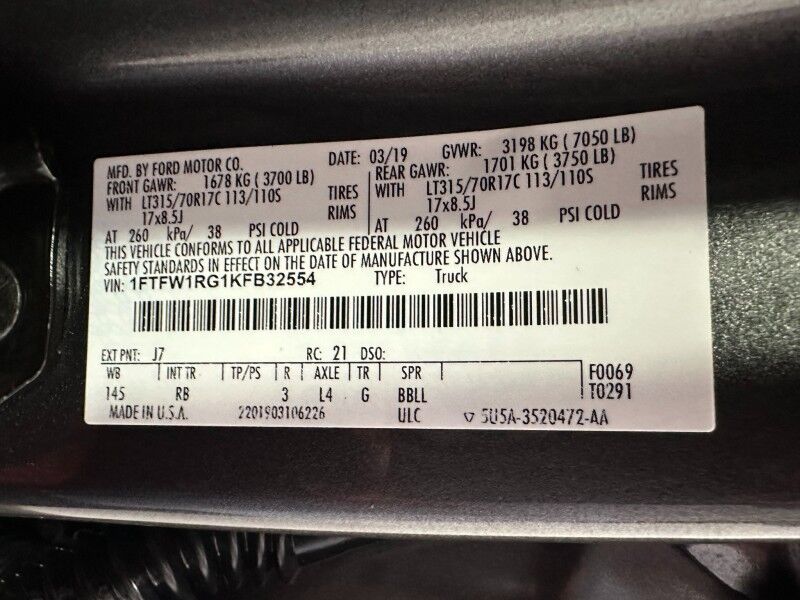 MFD. BY FORD MOTOR CO. DATE: 03/19 GVWR: 3198 KG (7050 LB)
FRONT GAWR: 1678 KG (3700 LB) REAR GAWR: 1701 KG (3750 LB)
WITH LT315/70R17C 113/110S TIRES WITH LT315/70R17C 113/110S TIRES
17x8.5J RIMS 17x8.5J RIMS
AT 260 kPa/ 38 PSI COLD AT 260 kPa/ 38 PSI COLD
THIS VEHICLE CONFORMS TO ALL APPLICABLE FEDERAL MOTOR VEHICLE
SAFETY STANDARDS IN EFFECT ON THE DATE OF MANUFACTURE SHOWN ABOVE.
VIN: 1FTFW1RG1KFB32554 TYPE: Truck
EXT PNT: J7 RC: 21 DSO:
WB INT TR TP/PS R AXLE TR SPR F0069
145 RB 3 L4 G BBLL T0291
MADE IN U.S.A. 2201903106226 ULC 5U5A-3520472-AA